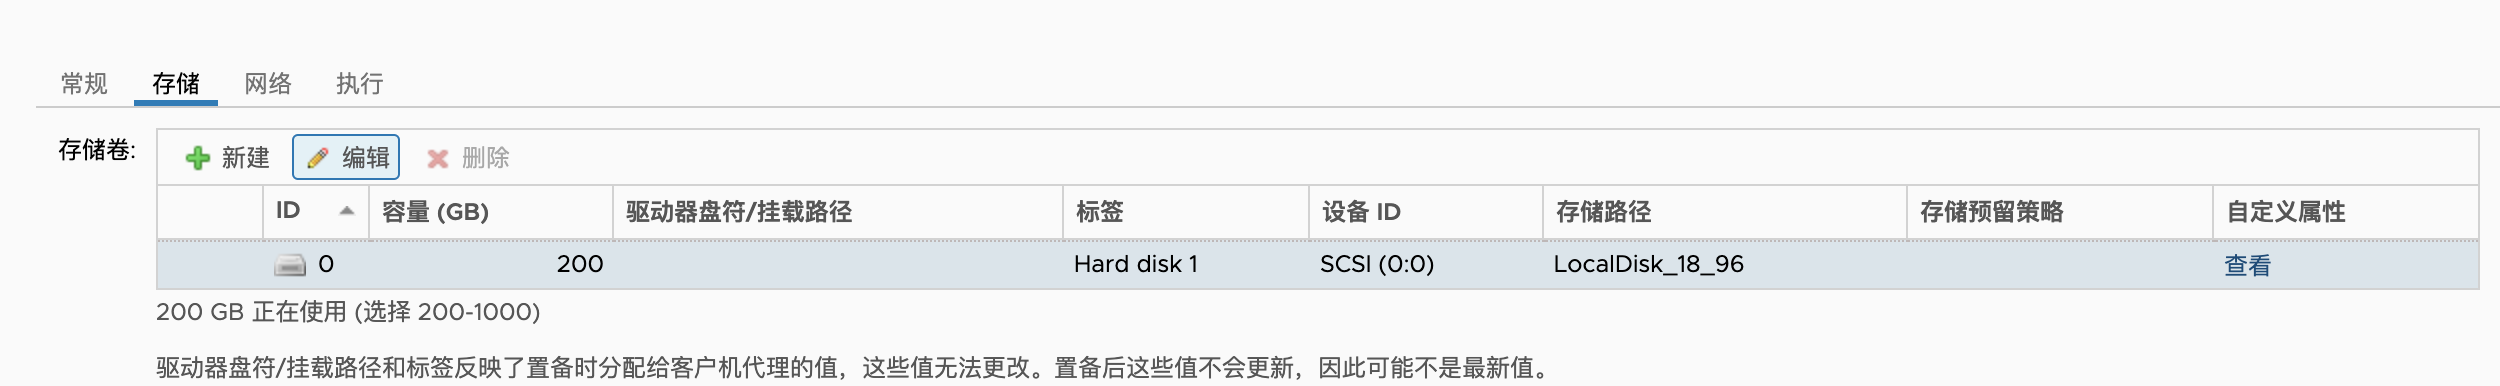 常规 存储 网络 执行
存储卷: 新建 编辑 删除
ID 容量 (GB) 驱动器盘符/挂载路径 标签 设备 ID 存储路径 存储预留策略 自定义属性
0 200 Hard disk 1 SCSI (0:0) LocalDisk_18_96 查看
200 GB 正在使用 (选择 200-1000)
驱动器盘符/挂载路径和标签反映了置备时分配给客户机代理的值，这些值无法更改。置备后这些值不会更新，因此可能不是最新值。